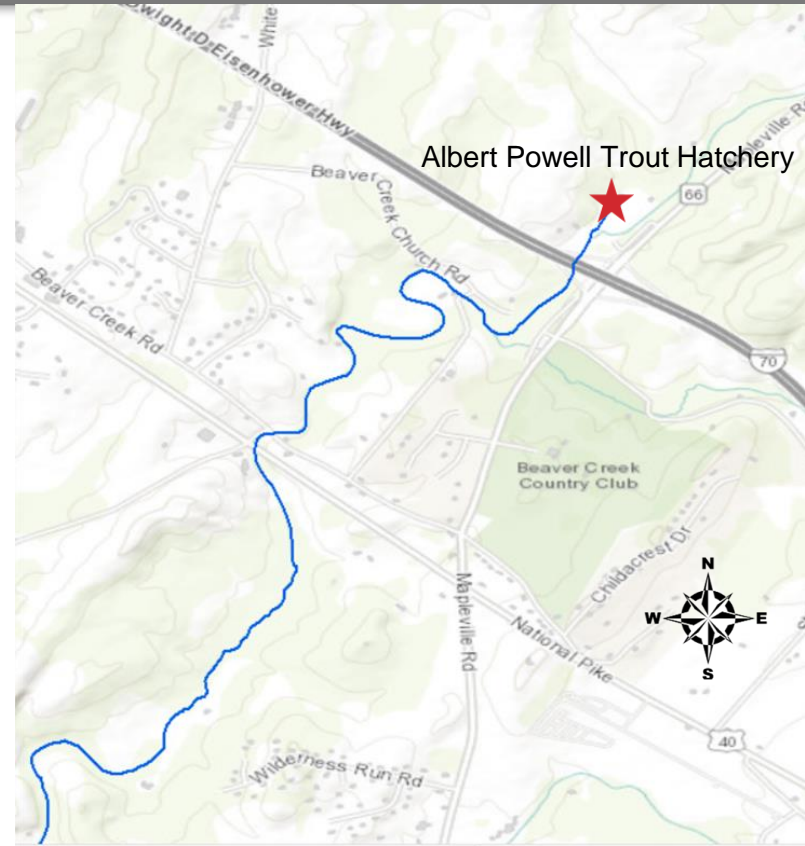 Dwight D Eisenhower Hwy
White
Albert Powell Trout Hatchery
Mapleville R
66
Beaver Creek Church Rd
Beaver Creek Rd
70
Beaver Creek
Country Club
Childacrest Dr
N
W
E
S
Mapleville Rd
National Pike
40
Wilderness Run Rd